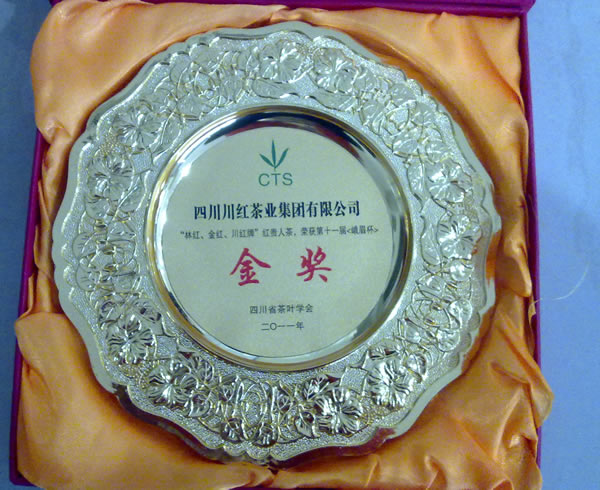 CTS
四川川红茶业集团有限公司
“林红、金红、川红牌”红贵人茶，荣获第十一届<峨眉杯>
金奖
四川省茶叶学会
二〇一一年